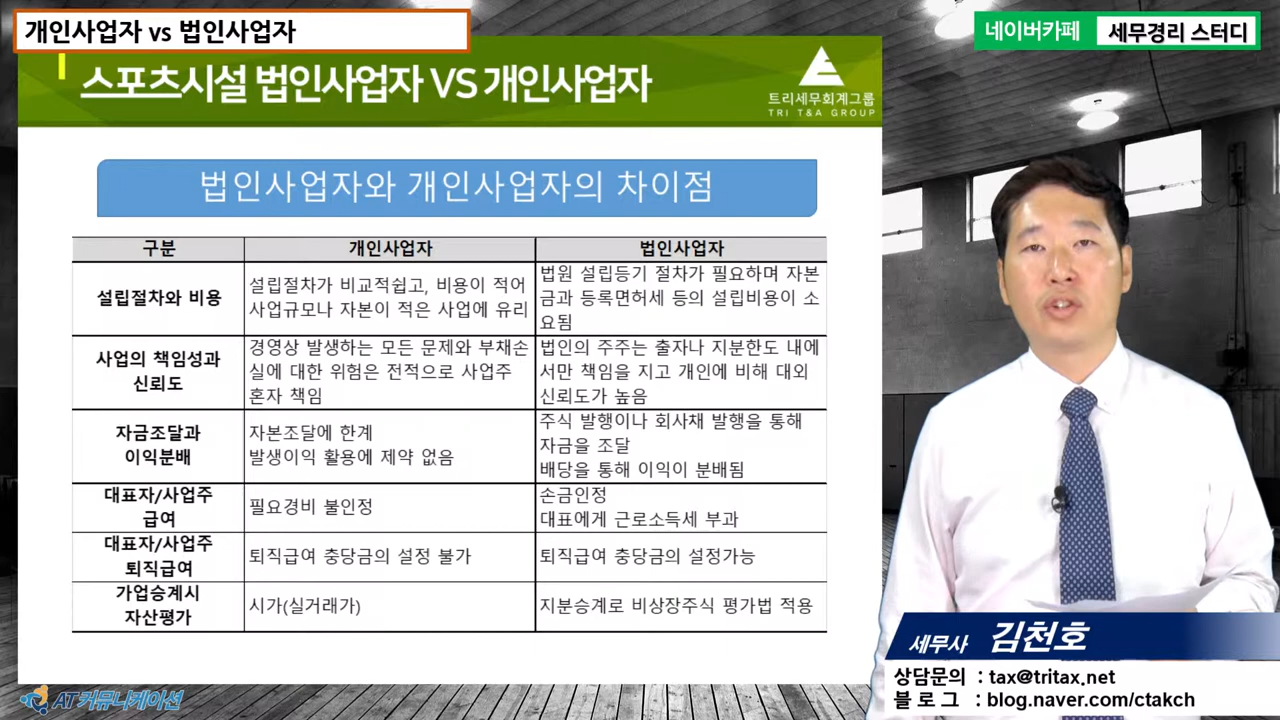 개인사업자 vs 법인사업자
네이버카페 세무경리 스터디
스포츠시설 법인사업자 VS 개인사업자
트리세무회계그룹
TRI T&A GROUP
법인사업자와 개인사업자의 차이점
구분 개인사업자 법인사업자
설립절차와 비용
설립절차가 비교적쉽고, 비용이 적어
사업규모나 자본이 적은 사업에 유리
법원 설립등기 절차가 필요하며 자본
금과 등록면허세 등의 설립비용이 소
요됨
사업의 책임성과
신뢰도
경영상 발생하는 모든 문제와 부채손
실에 대한 위험은 전적으로 사업주
혼자 책임
법인의 주주는 출자나 지분한도 내에
서만 책임을 지고 개인에 비해 대외
신뢰도가 높음
자금조달과
이익분배
자본조달에 한계
발생이익 활용에 제약 없음
주식 발행이나 회사채 발행을 통해
자금을 조달
배당을 통해 이익이 분배됨
대표자/사업주
급여
필요경비 불인정
손금인정
대표에게 근로소득세 부과
대표자/사업주
퇴직급여
퇴직급여 충당금의 설정 불가
퇴직급여 충당금의 설정가능
가업승계시
자산평가
시가(실거래가)
지분승계로 비상장주식 평가법 적용
세무사 김천호
상담문의 : tax@tritax.net
블로그 : blog.naver.com/ctakch
AT커뮤니케이션